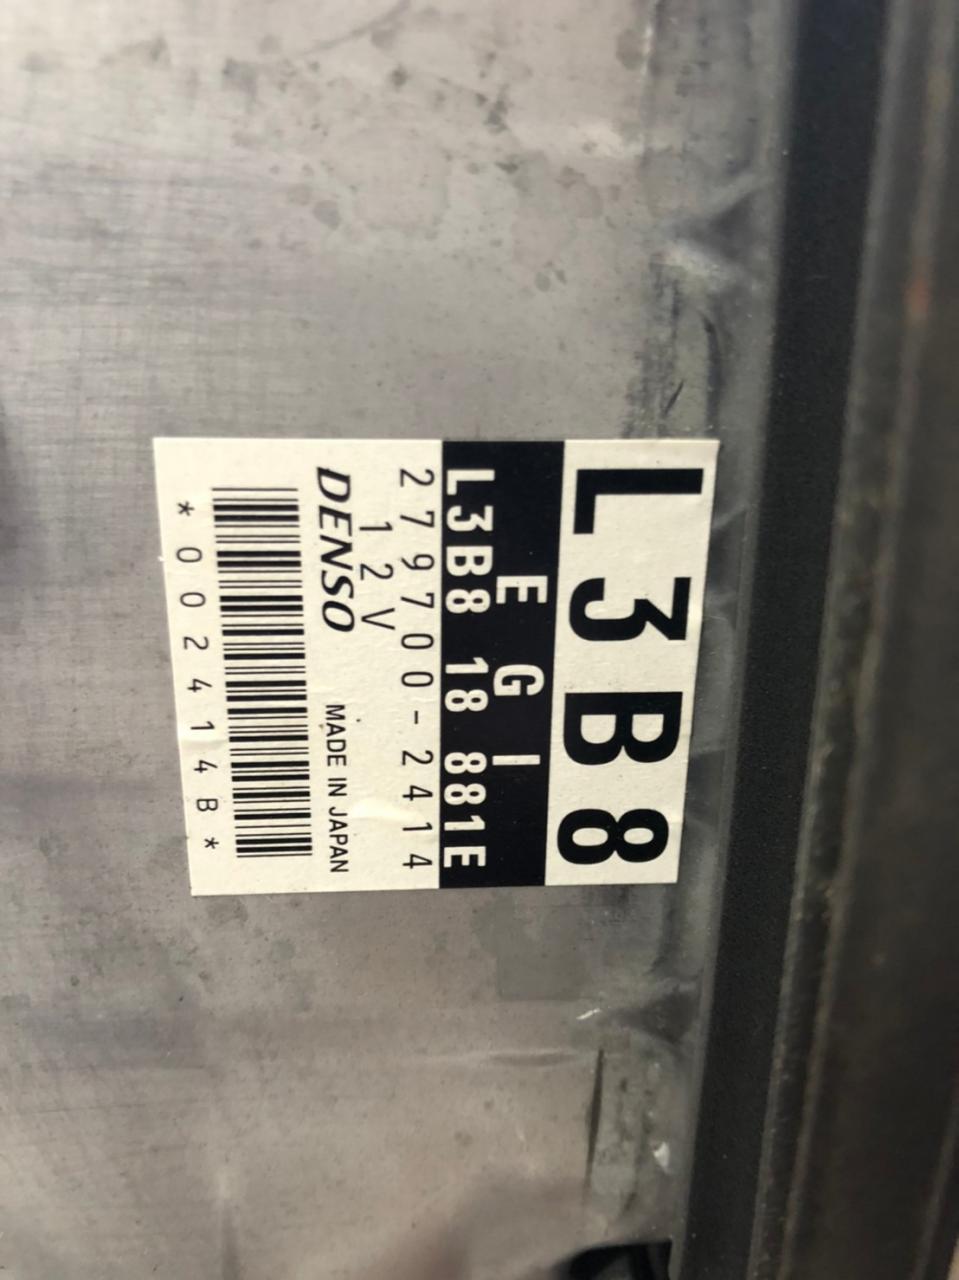 L3B8
E G I
L3B8 18 881E
279700-2414
12V
DENSO MADE IN JAPAN
*002414B*